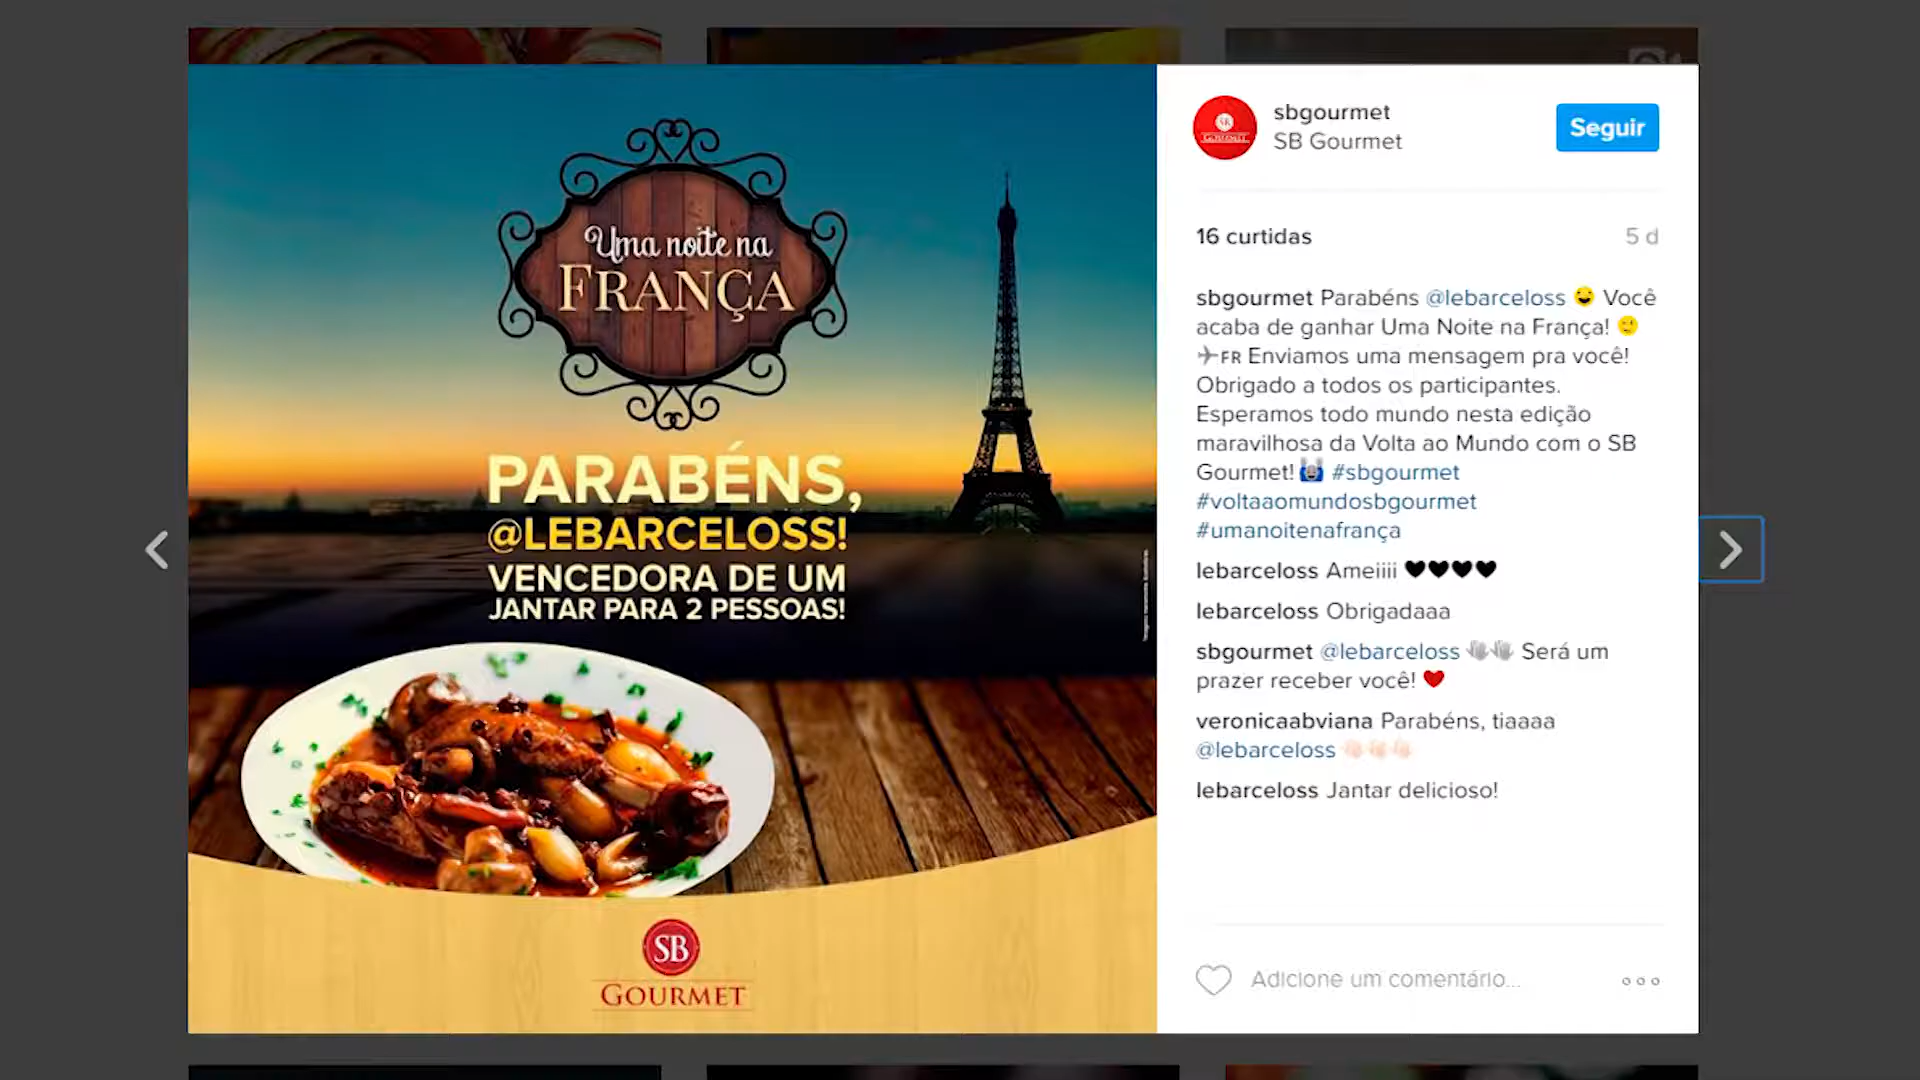 Uma noite na
FRANÇA
PARABÉNS,
@LEBARCELOSS!
VENCEDORA DE UM
JANTAR PARA 2 PESSOAS!
SB
GOURMET
SB
GOURMET
sbgourmet
SB Gourmet
Seguir
16 curtidas
5 d
sbgourmet Parabéns @lebarceloss 😀 Você
acaba de ganhar Uma Noite na França! 😉
✈FR Enviamos uma mensagem pra você!
Obrigado a todos os participantes.
Esperamos todo mundo nesta edição
maravilhosa da Volta ao Mundo com o SB
Gourmet! 🙌 #sbgourmet
#voltaaomundosbgourmet
#umanoitenafrança
lebarceloss Ameiiii ♥♥♥♥
lebarceloss Obrigadaaa
sbgourmet @lebarceloss 👏👏 Será um
prazer receber você! ❤
veronicaabviana Parabéns, tiaaaa
@lebarceloss 👏🏻👏🏻👏🏻
lebarceloss Jantar delicioso!
Adicione um comentário...